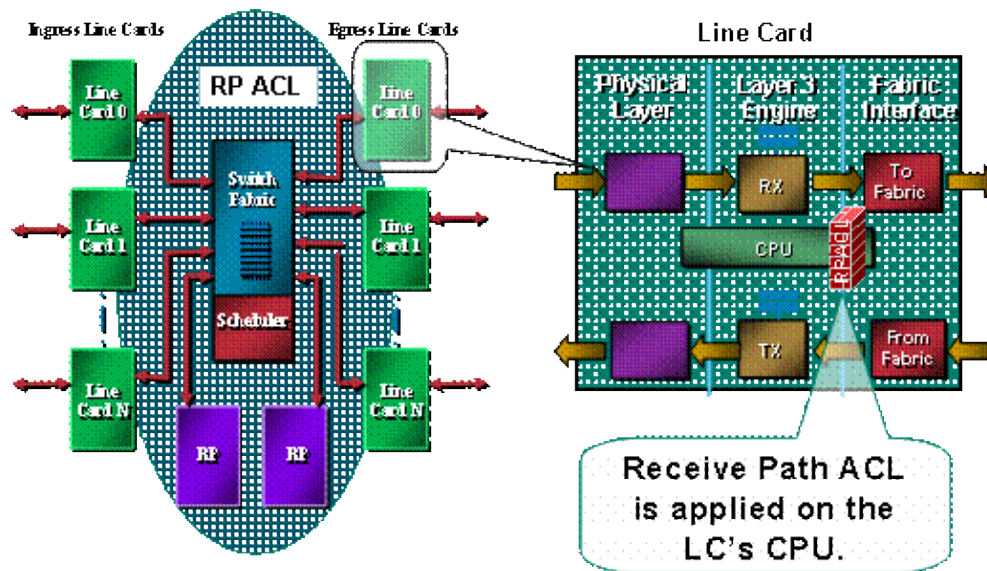 Ingress Line Cards
Egress Line Cards
RP ACL
Line
Card 0
Line
Card 0
Switch
Fabric
Line
Card 1
Line
Card 1
Scheduler
Line
Card N
Line
Card N
RP
RP
Line Card
Physical
Layer
Layer 3
Engine
Fabric
Interface
RX
To
Fabric
CPU
RPACL
TX
From
Fabric
Receive Path ACL
is applied on the
LC's CPU.